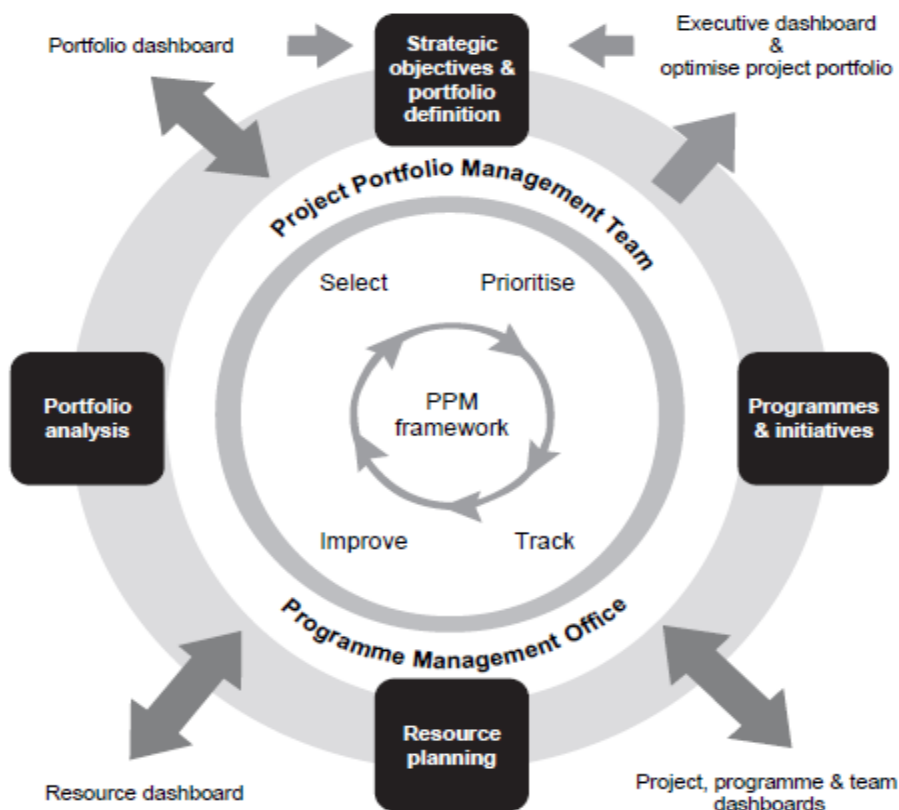 Portfolio dashboard
Strategic
objectives &
portfolio
definition
Executive dashboard
&
optimise project portfolio
Project Portfolio Management Team
Select
Prioritise
Portfolio
analysis
PPM
framework
Programmes
& initiatives
Improve
Track
Programme Management Office
Resource
planning
Resource dashboard
Project, programme & team
dashboards